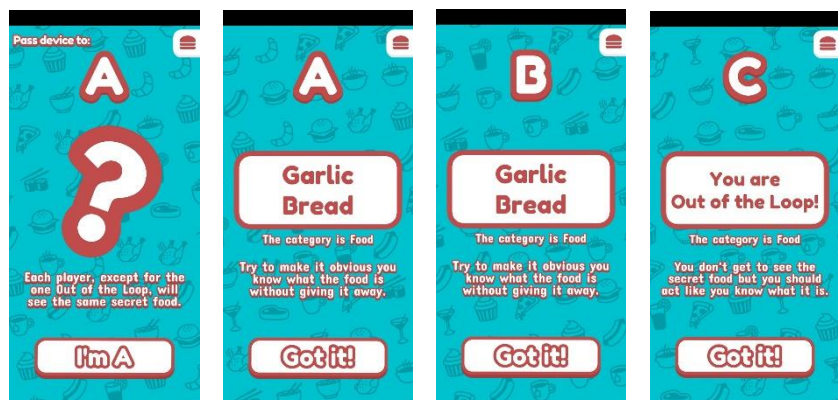 Pass device to:
A
?
Each player, except for the
one Out of the Loop, will
see the same secret food.
I'm A
A
Garlic
Bread
The category is Food
Try to make it obvious you
know what the food is
without giving it away.
Got it!
B
Garlic
Bread
The category is Food
Try to make it obvious you
know what the food is
without giving it away.
Got it!
C
You are
Out of the Loop!
The category is Food
You don't get to see the
secret food but you should
act like you know what it is.
Got it!